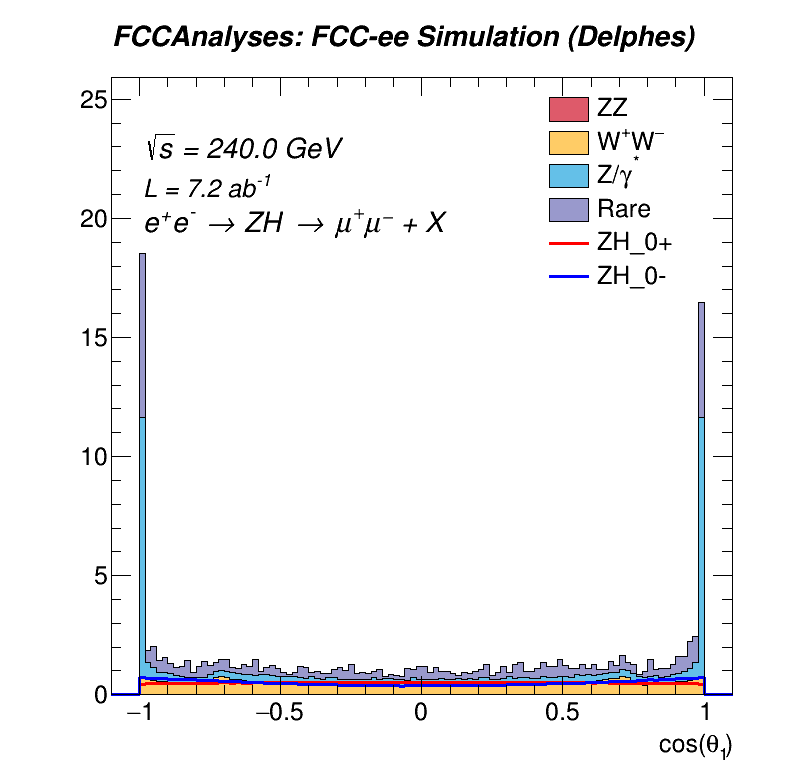 FCCAnalyses: FCC-ee Simulation (Delphes)
√s = 240.0 GeV
L = 7.2 ab⁻¹
e⁺e⁻ → ZH → μ⁺μ⁻ + X
ZZ
W⁺W⁻
Z/γ*
Rare
ZH_0+
ZH_0-
25
20
15
10
5
0
−1
−0.5
0
0.5
1
cos(θ₁)